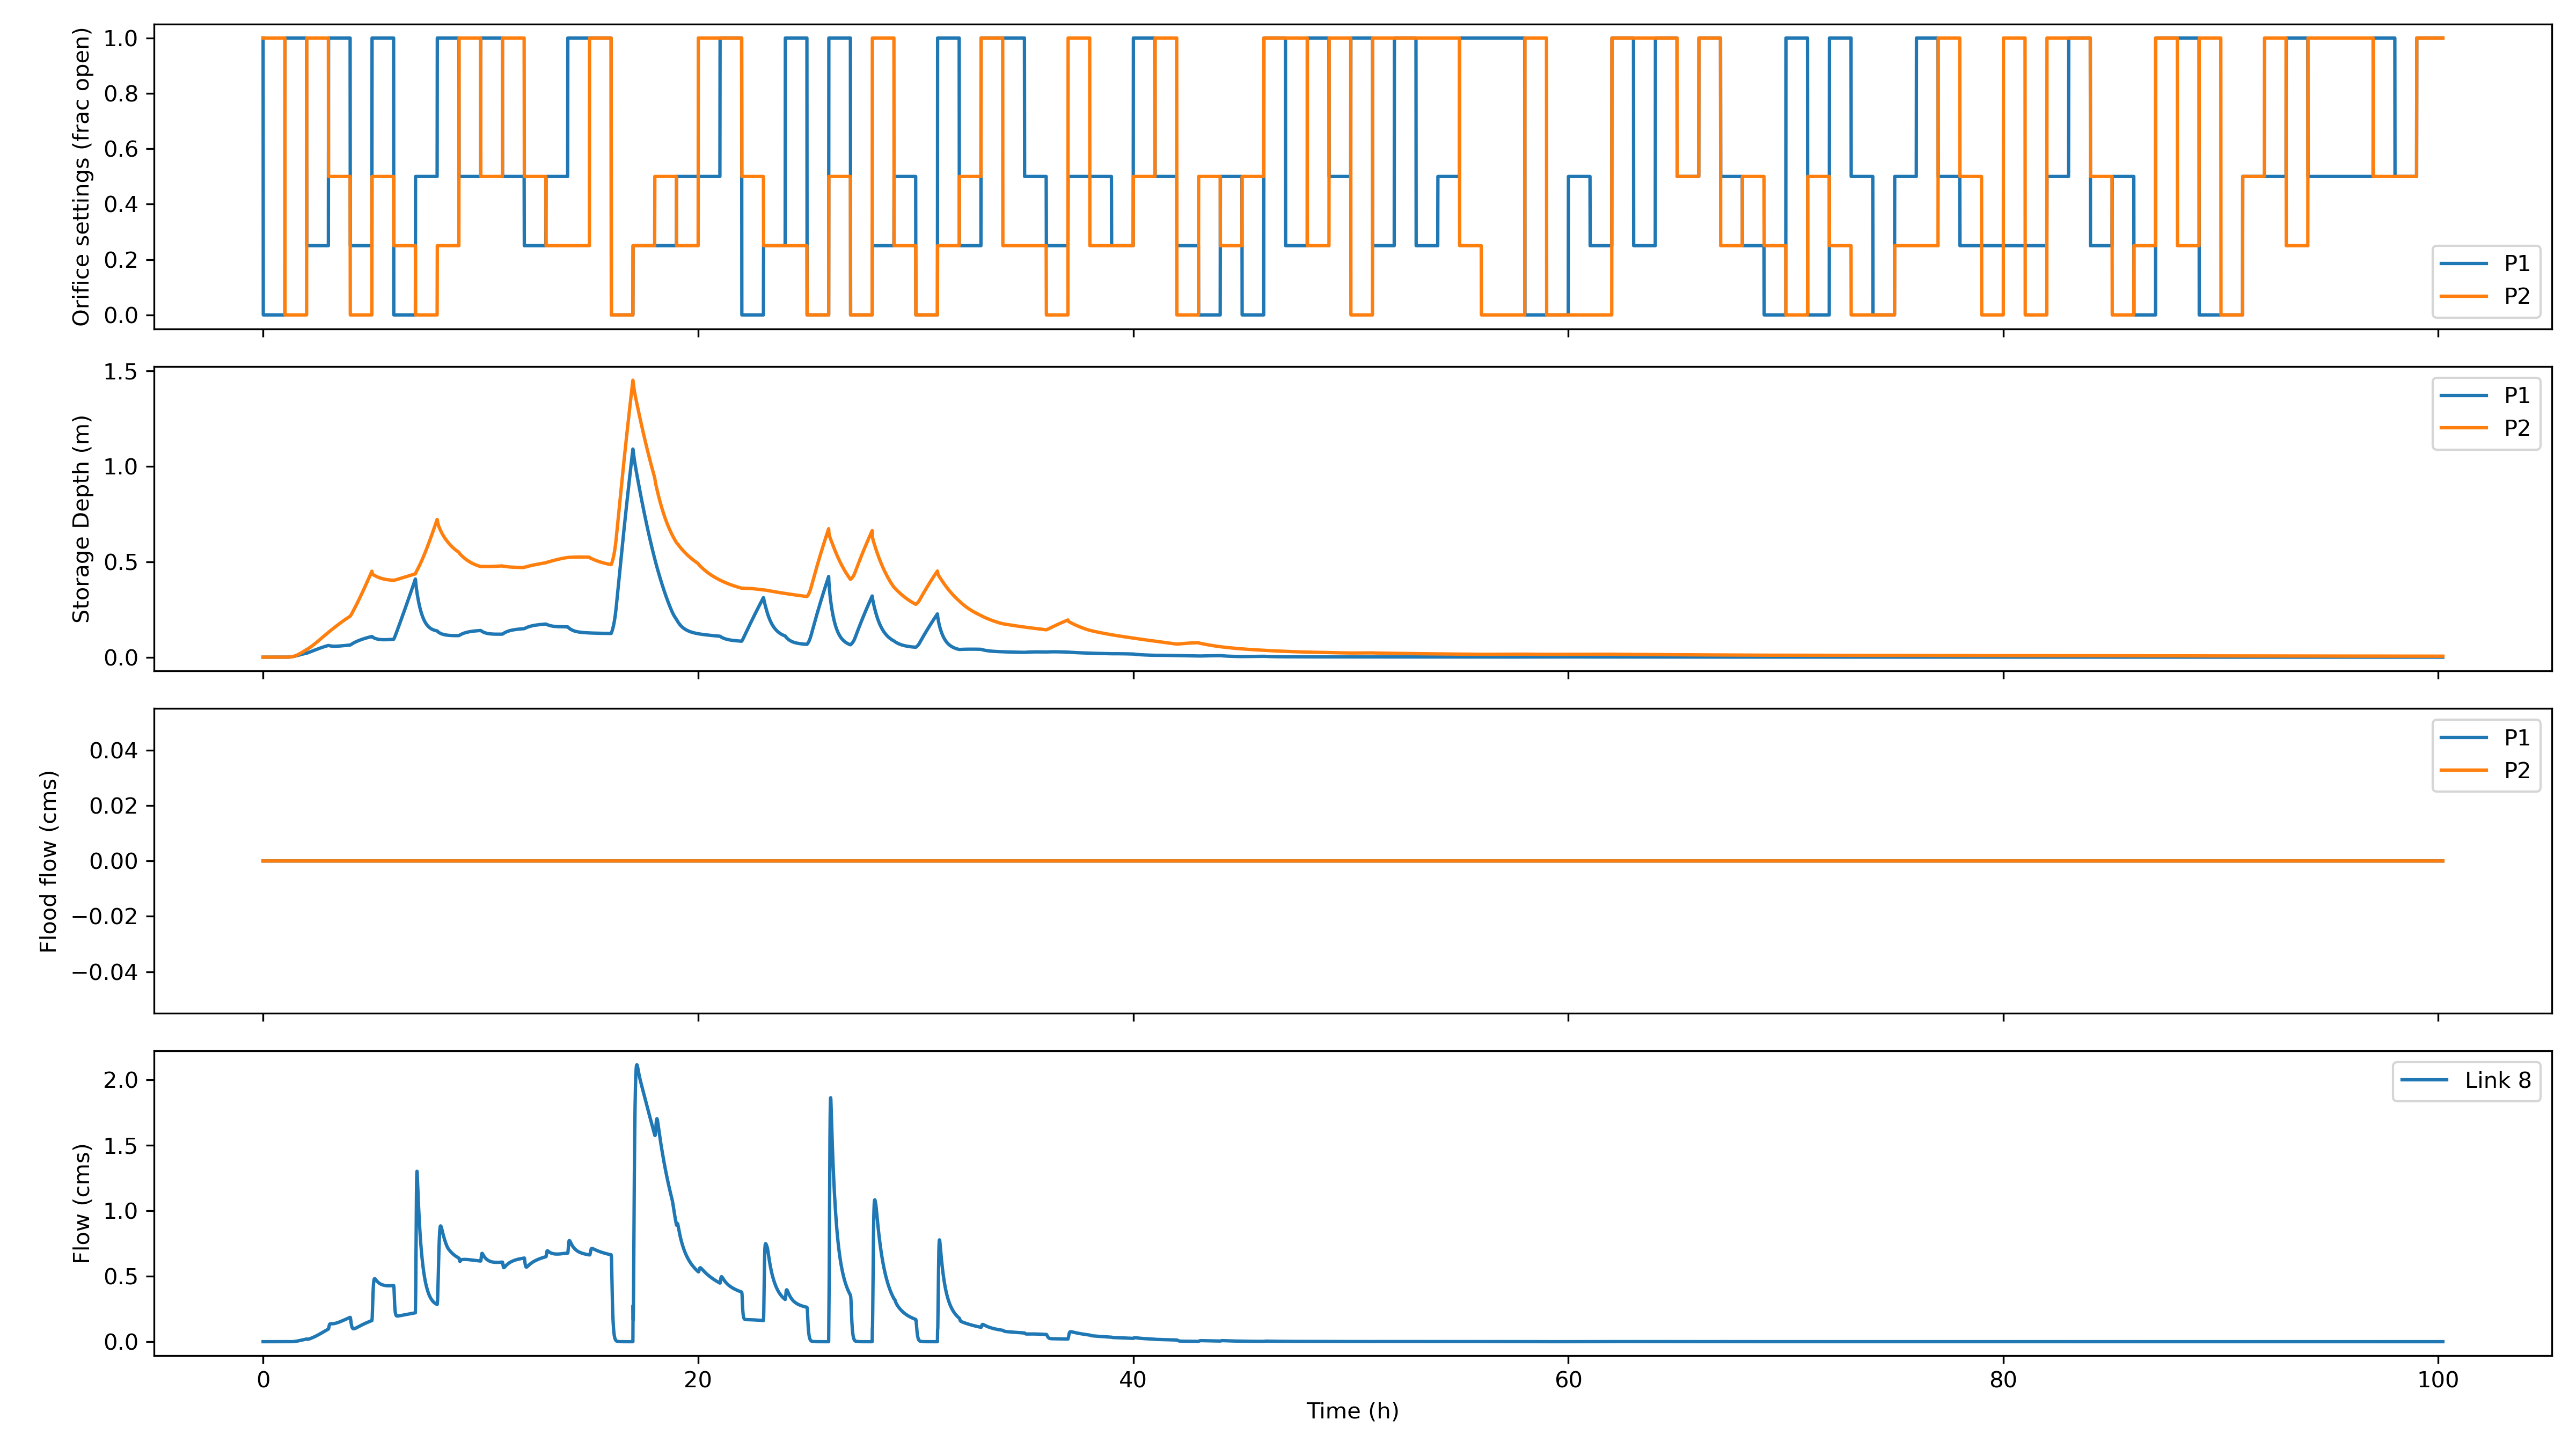 Orifice settings (frac open)
1.0
0.8
0.6
0.4
0.2
0.0
P1
P2
Storage Depth (m)
1.5
1.0
0.5
0.0
P1
P2
Flood flow (cms)
0.04
0.02
0.00
−0.02
−0.04
P1
P2
Flow (cms)
2.0
1.5
1.0
0.5
0.0
Link 8
0 20 40 60 80 100
Time (h)